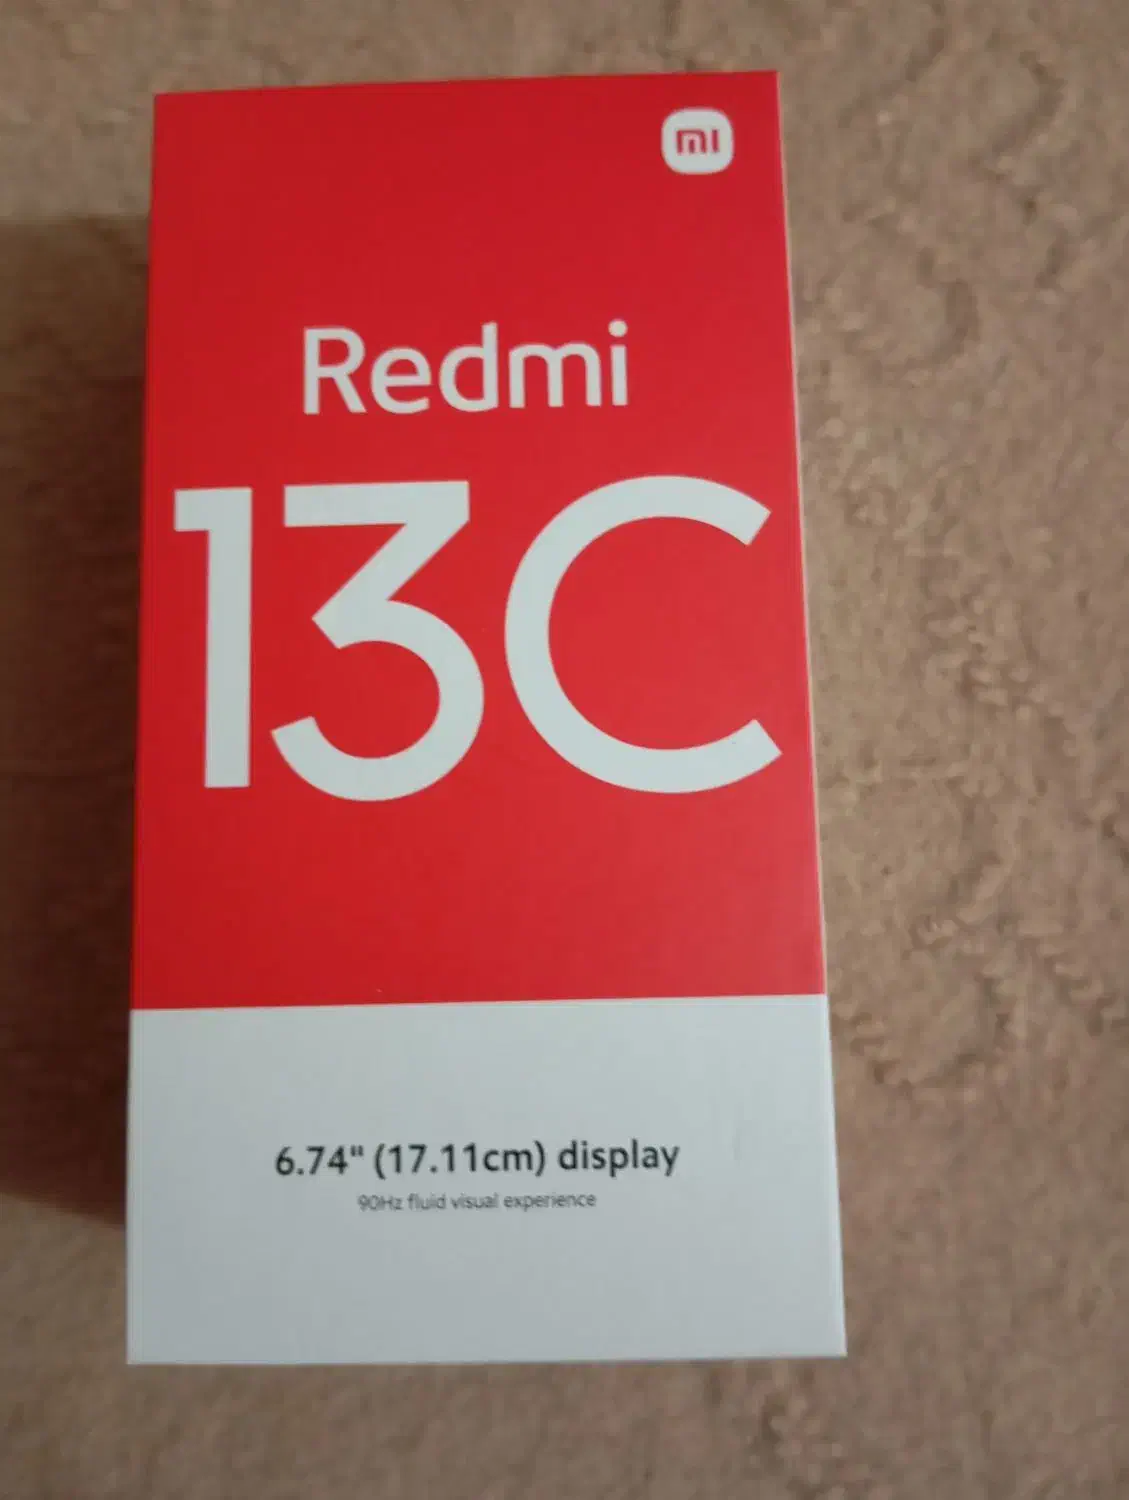 mi
Redmi
13C
6.74" (17.11cm) display
90Hz fluid visual experience